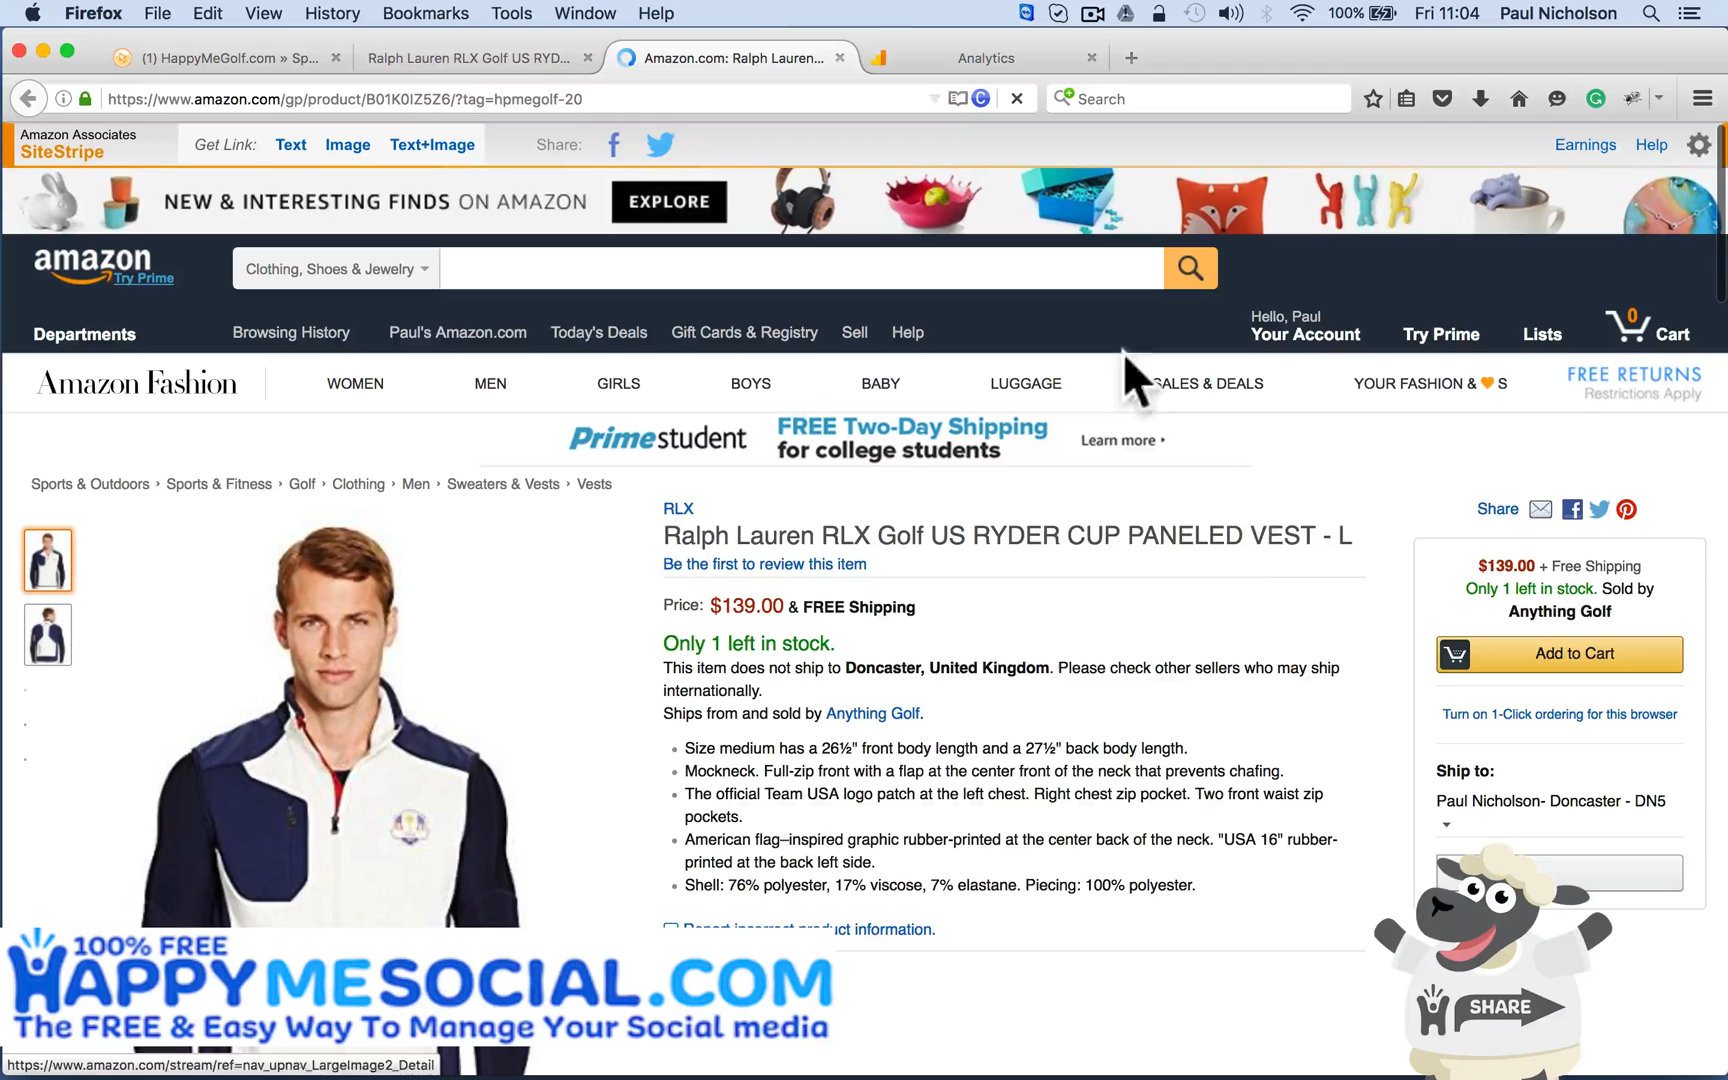 Firefox File Edit View History Bookmarks Tools Window Help 100% Fri 11:04 Paul Nicholson
(1) HappyMeGolf.com » Sp... Ralph Lauren RLX Golf US RYD... Amazon.com: Ralph Lauren... Analytics
https://www.amazon.com/gp/product/B01K0IZ5Z6/?tag=hpmegolf-20 Search
Amazon Associates
SiteStripe
Get Link: Text Image Text+Image Share: Earnings Help
NEW & INTERESTING FINDS ON AMAZON EXPLORE
amazon
Try Prime
Clothing, Shoes & Jewelry
Departments Browsing History Paul's Amazon.com Today's Deals Gift Cards & Registry Sell Help
Hello, Paul
Your Account Try Prime Lists 0 Cart
Amazon Fashion WOMEN MEN GIRLS BOYS BABY LUGGAGE SALES & DEALS YOUR FASHION & S
FREE RETURNS
Restrictions Apply
Prime student FREE Two-Day Shipping
for college students
Learn more
Sports & Outdoors › Sports & Fitness › Golf › Clothing › Men › Sweaters & Vests › Vests
RLX
Ralph Lauren RLX Golf US RYDER CUP PANELED VEST - L
Be the first to review this item
Price: $139.00 & FREE Shipping
Only 1 left in stock.
This item does not ship to Doncaster, United Kingdom. Please check other sellers who may ship
internationally.
Ships from and sold by Anything Golf.
Size medium has a 26½" front body length and a 27½" back body length.
Mockneck. Full-zip front with a flap at the center front of the neck that prevents chafing.
The official Team USA logo patch at the left chest. Right chest zip pocket. Two front waist zip
pockets.
American flag–inspired graphic rubber-printed at the center back of the neck. "USA 16" rubber-
printed at the back left side.
Shell: 76% polyester, 17% viscose, 7% elastane. Piecing: 100% polyester.
Report incorrect product information.
Share
$139.00 + Free Shipping
Only 1 left in stock. Sold by
Anything Golf
Add to Cart
Turn on 1-Click ordering for this browser
Ship to:
Paul Nicholson- Doncaster - DN5
SHARE
100% FREE
HAPPYMESOCIAL.COM
The FREE & Easy Way To Manage Your Social media
https://www.amazon.com/stream/ref=nav_upnav_LargeImage2_Detail